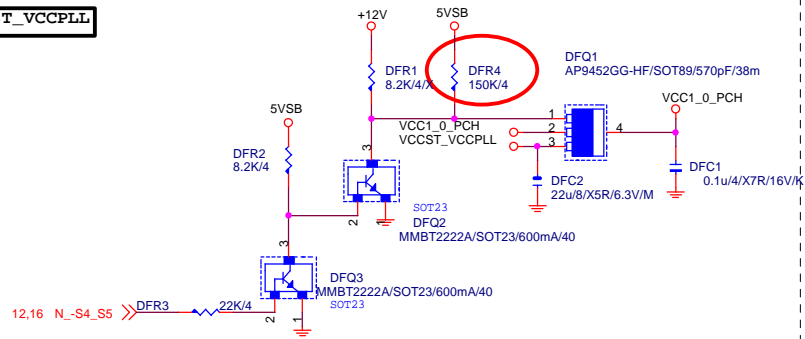 T_VCCPLL
+12V
5VSB
DFR1
8.2K/4/X
DFR4
150K/4
DFQ1
AP9452GG-HF/SOT89/570pF/38m
VCC1_0_PCH
5VSB
1
VCC1_0_PCH
2
4
VCCST_VCCPLL
3
DFR2
8.2K/4
3
DFC2
22u/8/X5R/6.3V/M
DFC1
0.1u/4/X7R/16V/K
SOT23
2
1
DFQ2
MMBT2222A/SOT23/600mA/40
3
DFQ3
MMBT2222A/SOT23/600mA/40
SOT23
12,16 N_-S4_S5
DFR3
22K/4
2
1